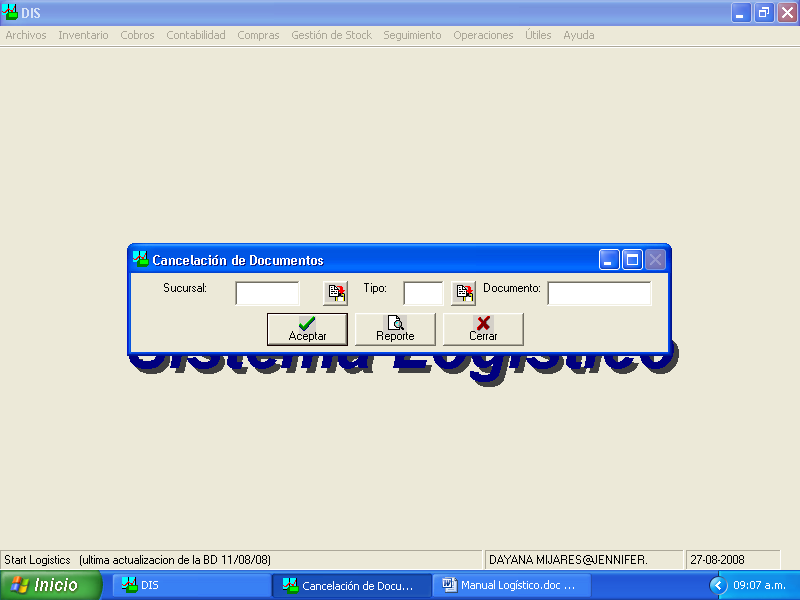 DIS
Archivos Inventario Cobros Contabilidad Compras Gestión de Stock Seguimiento Operaciones Útiles Ayuda
Cancelación de Documentos
Sucursal: Tipo: Documento:
Aceptar Reporte Cerrar
Sistema Logístico
Start Logistics (ultima actualizacion de la BD 11/08/08) DAYANA MIJARES@JENNIFER. 27-08-2008
Inicio DIS Cancelación de Docu... Manual Logístico.doc ... 09:07 a.m.